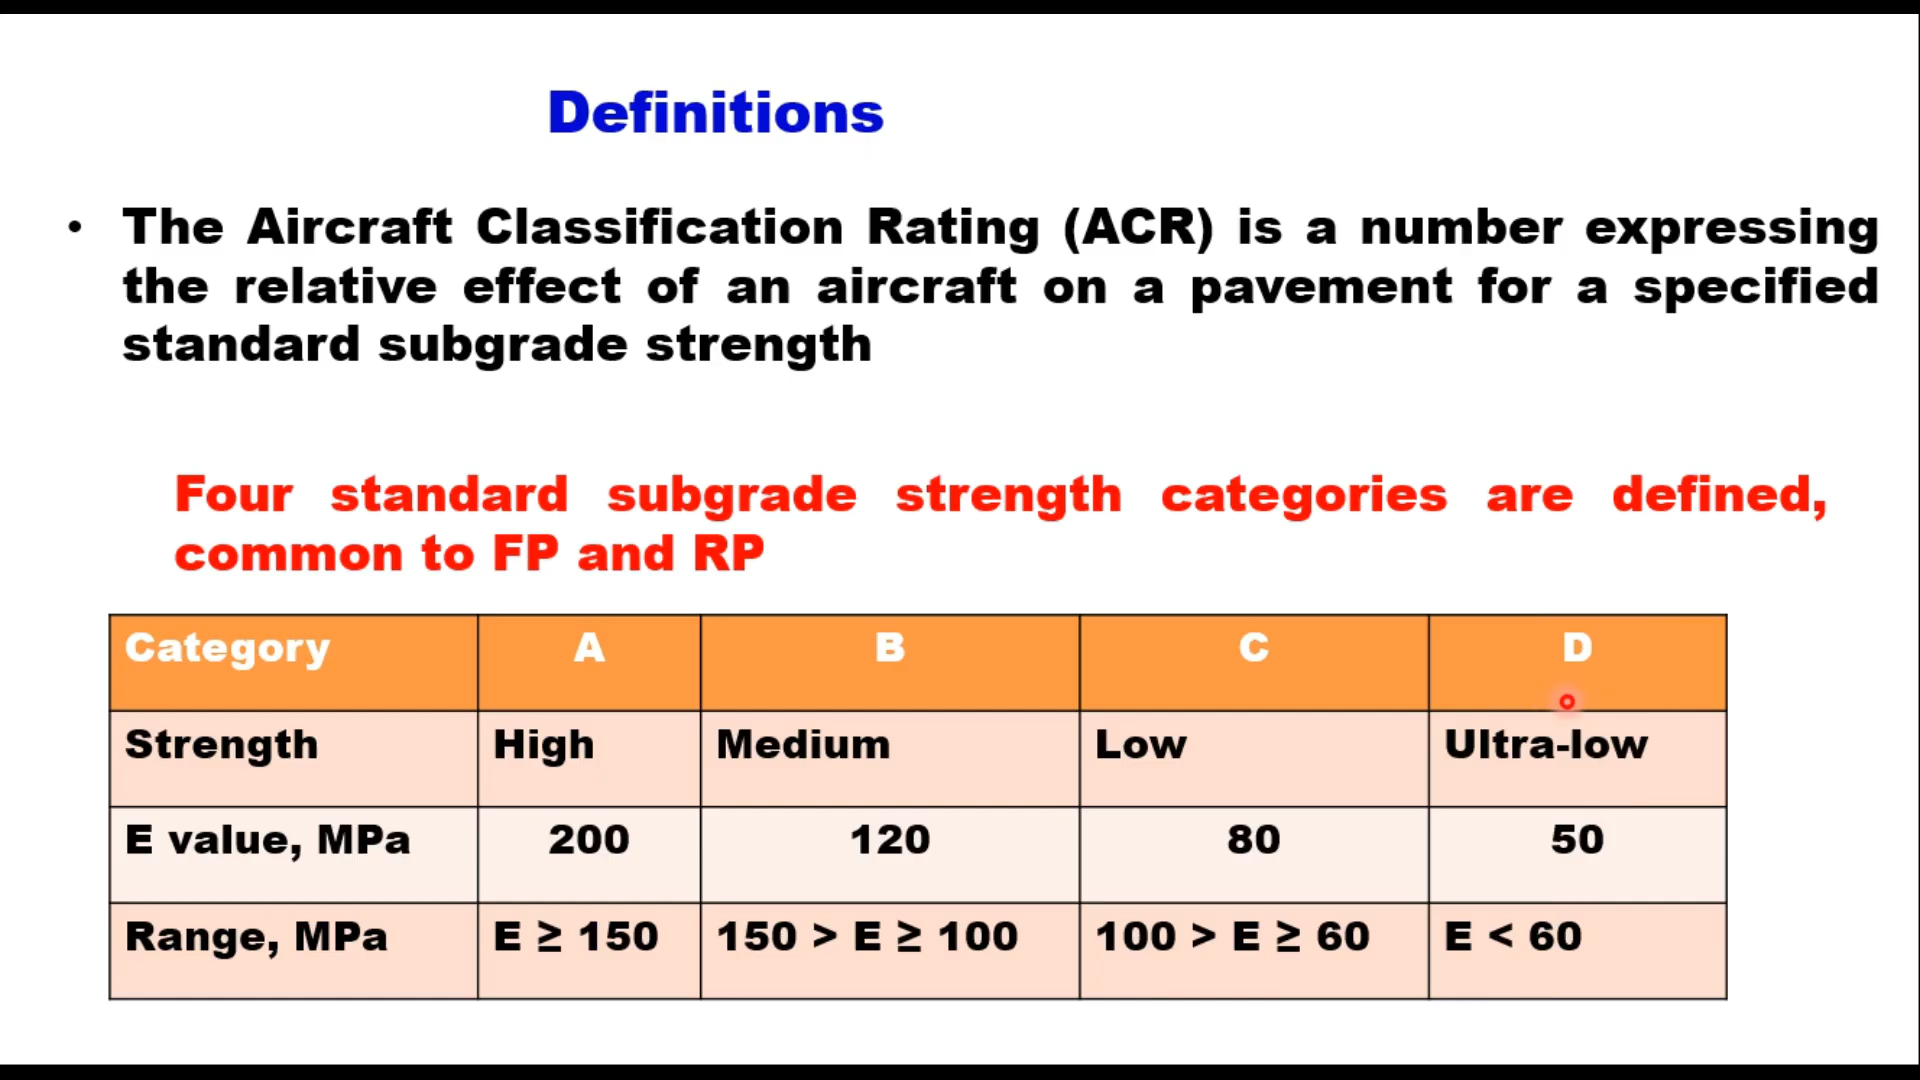 Definitions
• The Aircraft Classification Rating (ACR) is a number expressing
the relative effect of an aircraft on a pavement for a specified
standard subgrade strength
Four standard subgrade strength categories are defined,
common to FP and RP
Category A B C D
Strength High Medium Low Ultra-low
E value, MPa 200 120 80 50
Range, MPa E ≥ 150 150 > E ≥ 100 100 > E ≥ 60 E < 60